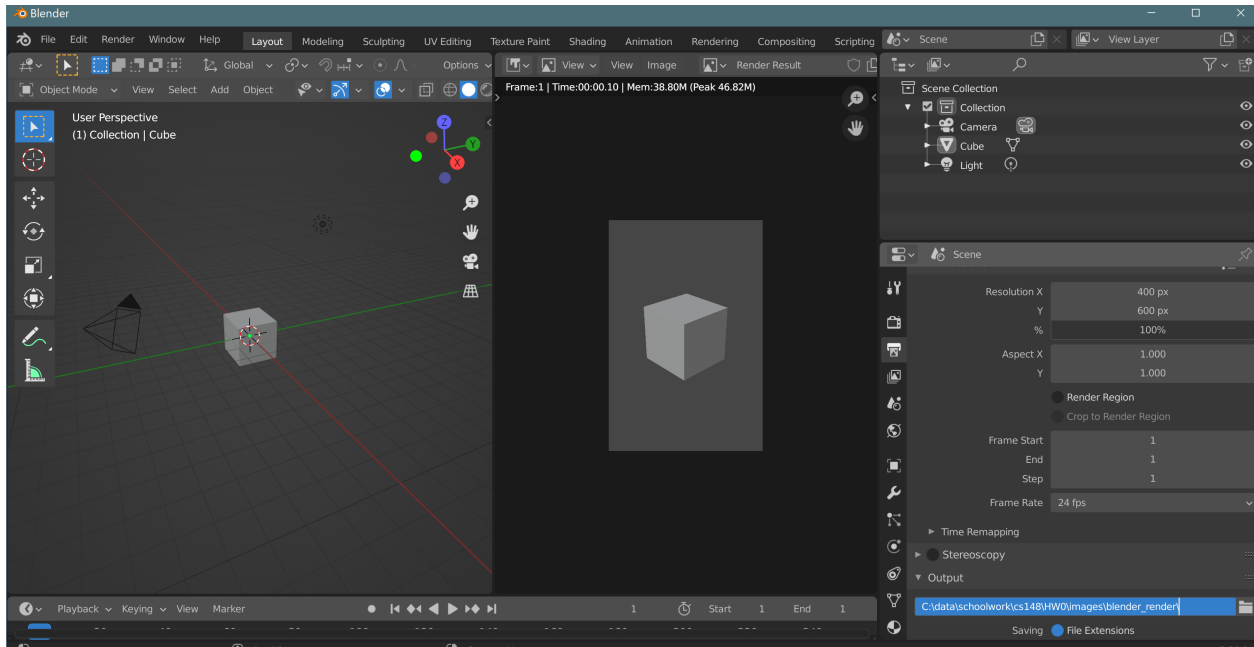 Blender
File Edit Render Window Help Layout Modeling Sculpting UV Editing Texture Paint Shading Animation Rendering Compositing Scripting
Scene View Layer
Global Options
View View Image Render Result
Object Mode View Select Add Object
Frame:1 | Time:00:00.10 | Mem:38.80M (Peak 46.82M)
User Perspective
(1) Collection | Cube
Z
Y
X
Scene Collection
Collection
Camera
Cube
Light
Scene
Resolution X 400 px
Y 600 px
% 100%
Aspect X 1.000
Y 1.000
Render Region
Crop to Render Region
Frame Start 1
End 1
Step 1
Frame Rate 24 fps
Time Remapping
Stereoscopy
Output
C:\data\schoolwork\cs148\HW0\images\blender_render\
Saving File Extensions
Playback Keying View Marker 1 Start 1 End 1